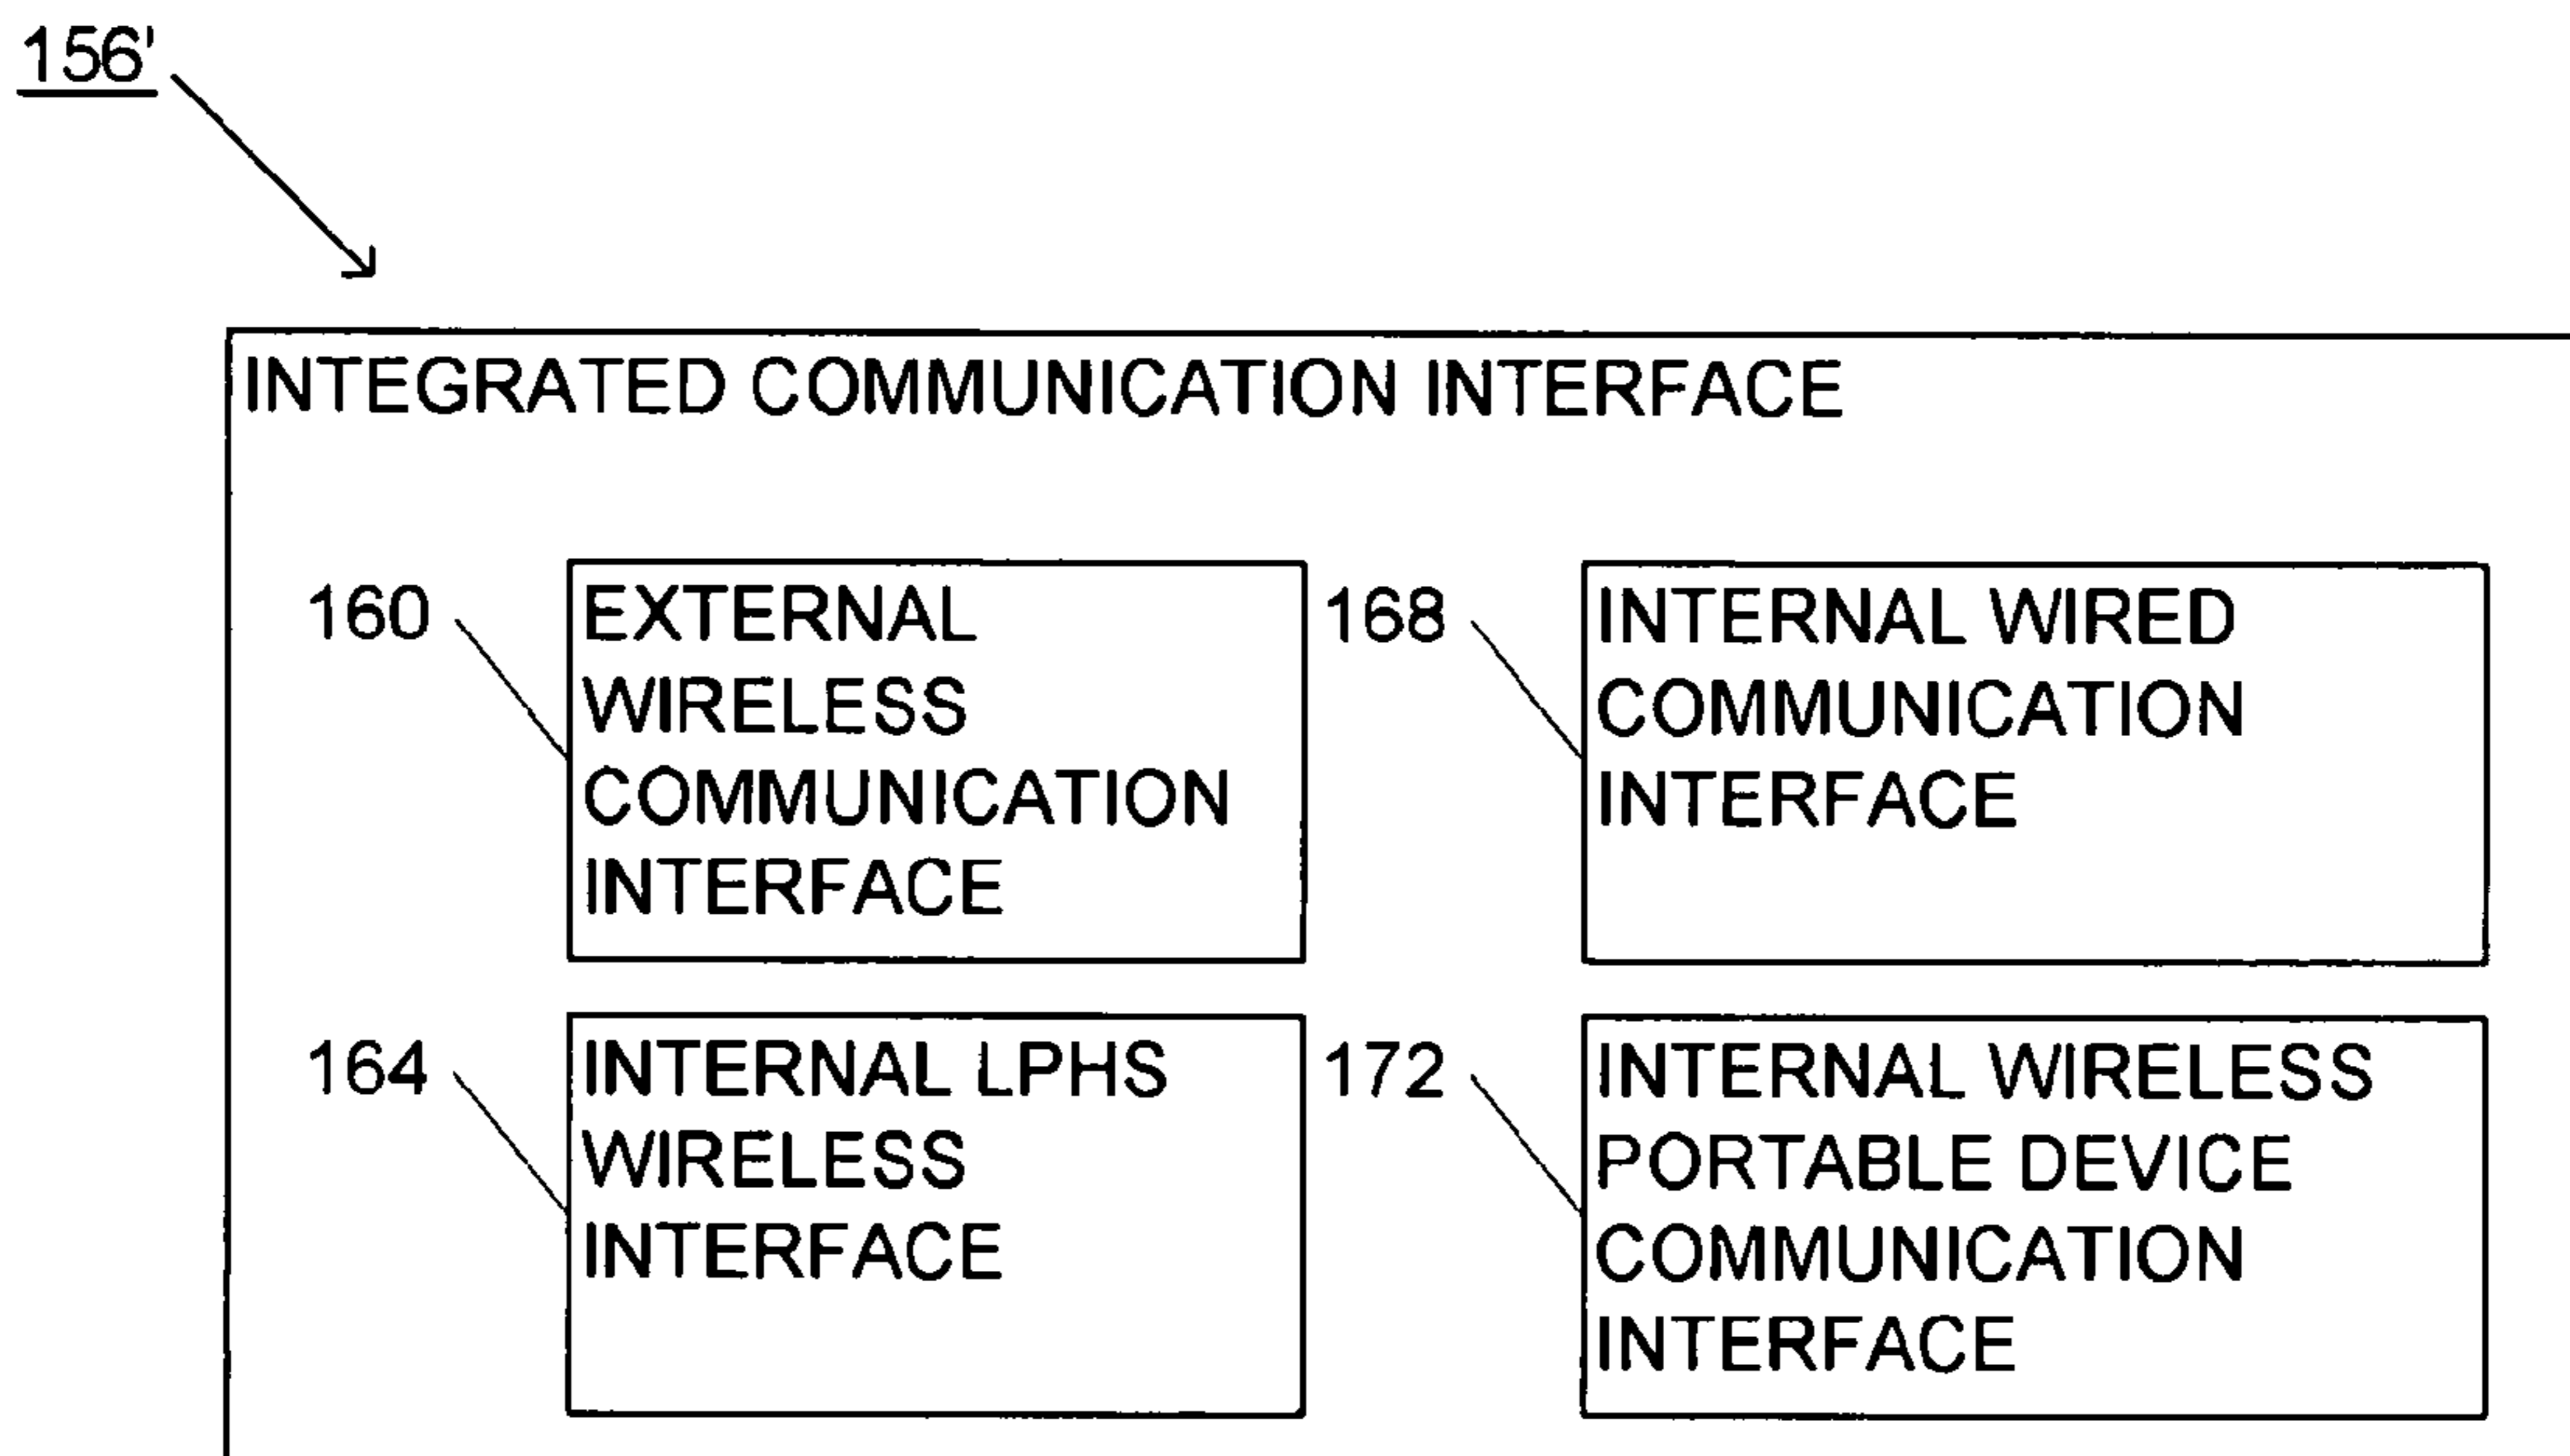 156'
INTEGRATED COMMUNICATION INTERFACE
160
EXTERNAL
WIRELESS
COMMUNICATION
INTERFACE
168
INTERNAL WIRED
COMMUNICATION
INTERFACE
164
INTERNAL LPHS
WIRELESS
INTERFACE
172
INTERNAL WIRELESS
PORTABLE DEVICE
COMMUNICATION
INTERFACE